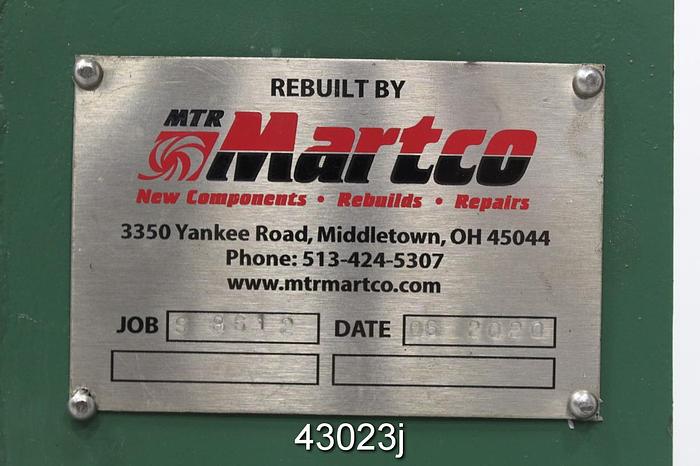 REBUILT BY
MTR Martco
New Components • Rebuilds • Repairs
3350 Yankee Road, Middletown, OH 45044
Phone: 513-424-5307
www.mtrmartco.com
JOB DATE 2020
43023j